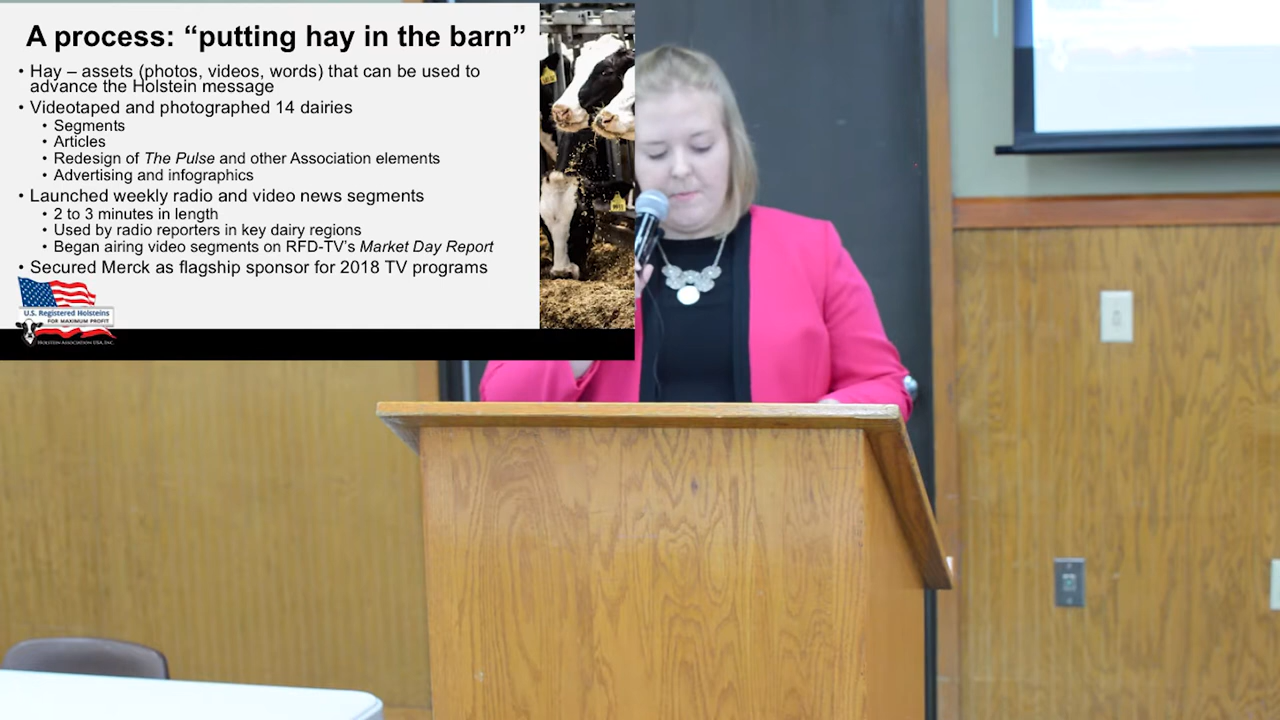 A process: “putting hay in the barn”
• Hay – assets (photos, videos, words) that can be used to
advance the Holstein message
• Videotaped and photographed 14 dairies
• Segments
• Articles
• Redesign of The Pulse and other Association elements
• Advertising and infographics
• Launched weekly radio and video news segments
• 2 to 3 minutes in length
• Used by radio reporters in key dairy regions
• Began airing video segments on RFD-TV’s Market Day Report
• Secured Merck as flagship sponsor for 2018 TV programs
U.S. Registered Holsteins
FOR MAXIMUM PROFIT
HOLSTEIN ASSOCIATION USA, INC.